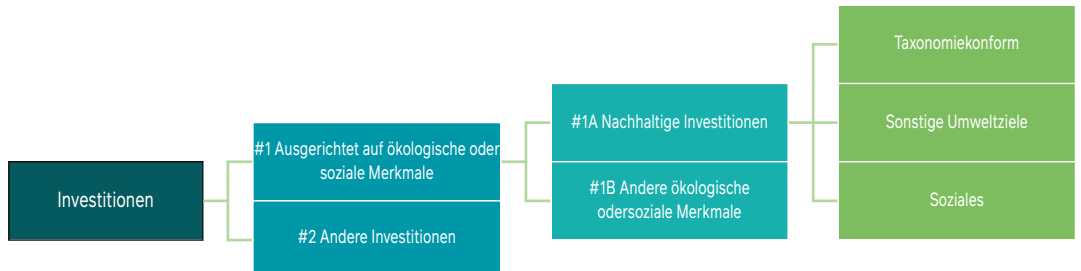 Investitionen
#1 Ausgerichtet auf ökologische oder
soziale Merkmale
#2 Andere Investitionen
#1A Nachhaltige Investitionen
#1B Andere ökologische
odersoziale Merkmale
Taxonomiekonform
Sonstige Umweltziele
Soziales